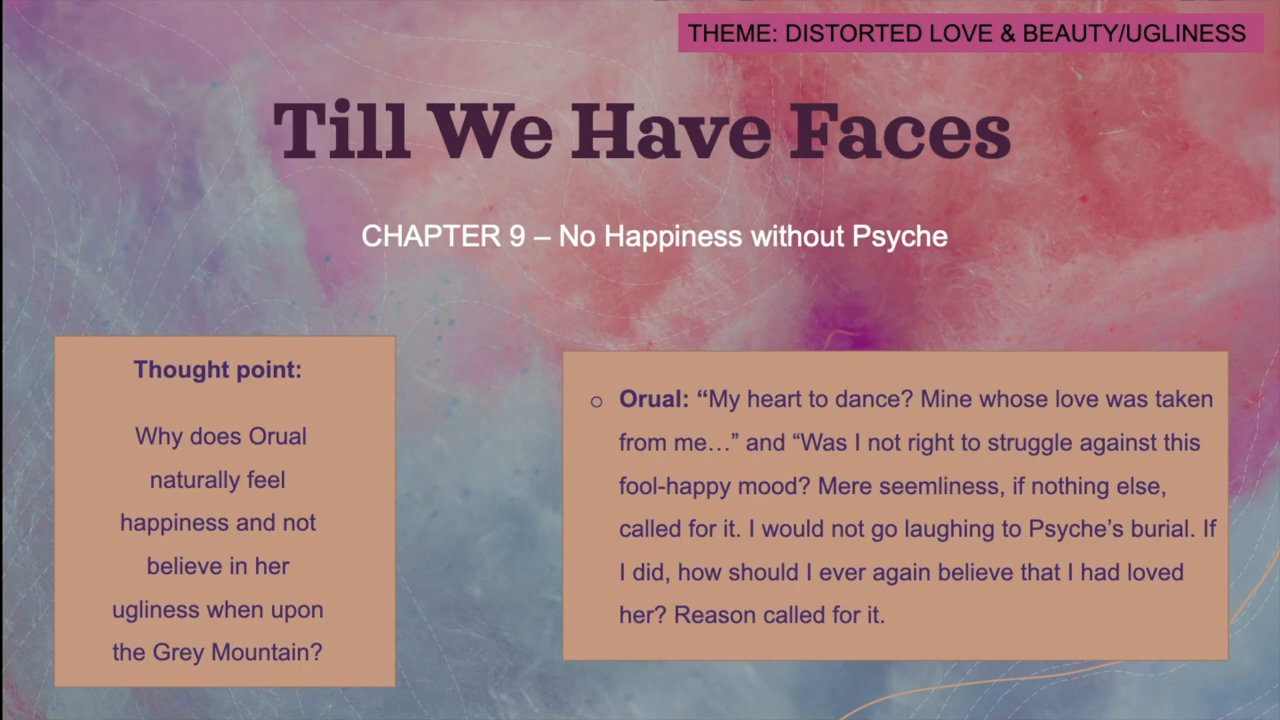 THEME: DISTORTED LOVE & BEAUTY/UGLINESS
Till We Have Faces
CHAPTER 9 – No Happiness without Psyche
Thought point:
Why does Orual
naturally feel
happiness and not
believe in her
ugliness when upon
the Grey Mountain?
o Orual: “My heart to dance? Mine whose love was taken
from me…” and “Was I not right to struggle against this
fool-happy mood? Mere seemliness, if nothing else,
called for it. I would not go laughing to Psyche’s burial. If
I did, how should I ever again believe that I had loved
her? Reason called for it.